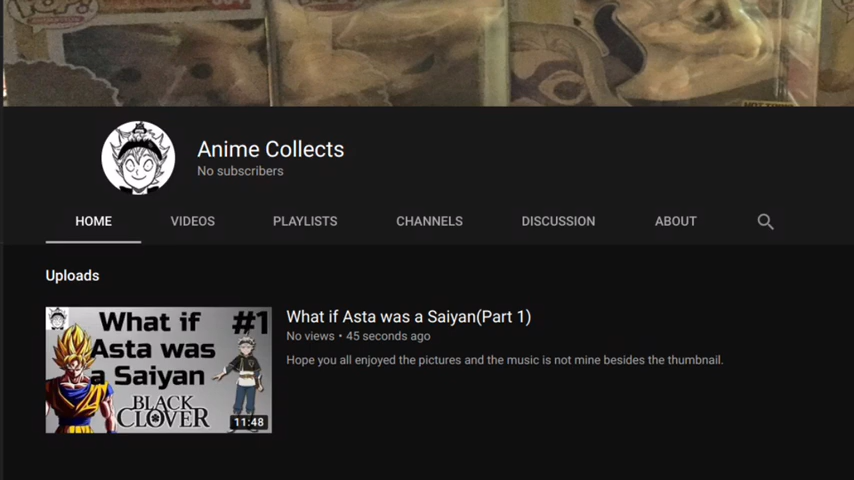 Anime Collects
No subscribers
HOME VIDEOS PLAYLISTS CHANNELS DISCUSSION ABOUT
Uploads
What if #1
Asta was
a Saiyan
BLACK
CLOVER
11:48
What if Asta was a Saiyan(Part 1)
No views • 45 seconds ago
Hope you all enjoyed the pictures and the music is not mine besides the thumbnail.